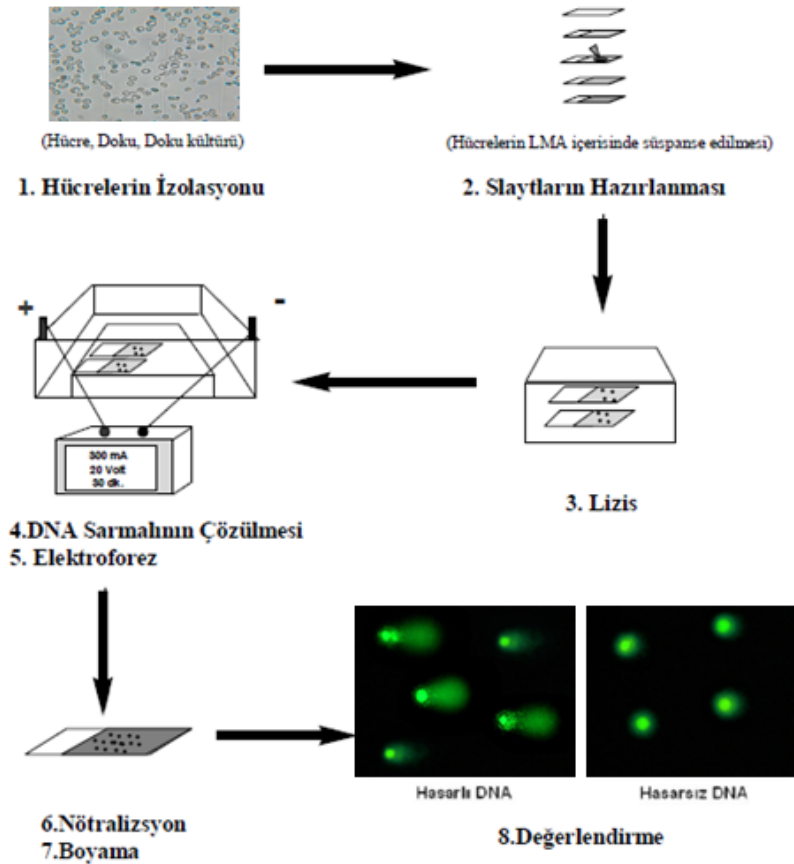 (Hücre, Doku, Doku kültürü)
1. Hücrelerin İzolasyonu
(Hücrelerin LMA içerisinde süspanse edilmesi)
2. Slaytların Hazırlanması
3. Lizis
+
-
300 mA
20 Volt
30 dk.
4.DNA Sarmalının Çözülmesi
5. Elektroforez
6.Nötralizsyon
7.Boyama
Hasarlı DNA
Hasarsız DNA
8.Değerlendirme